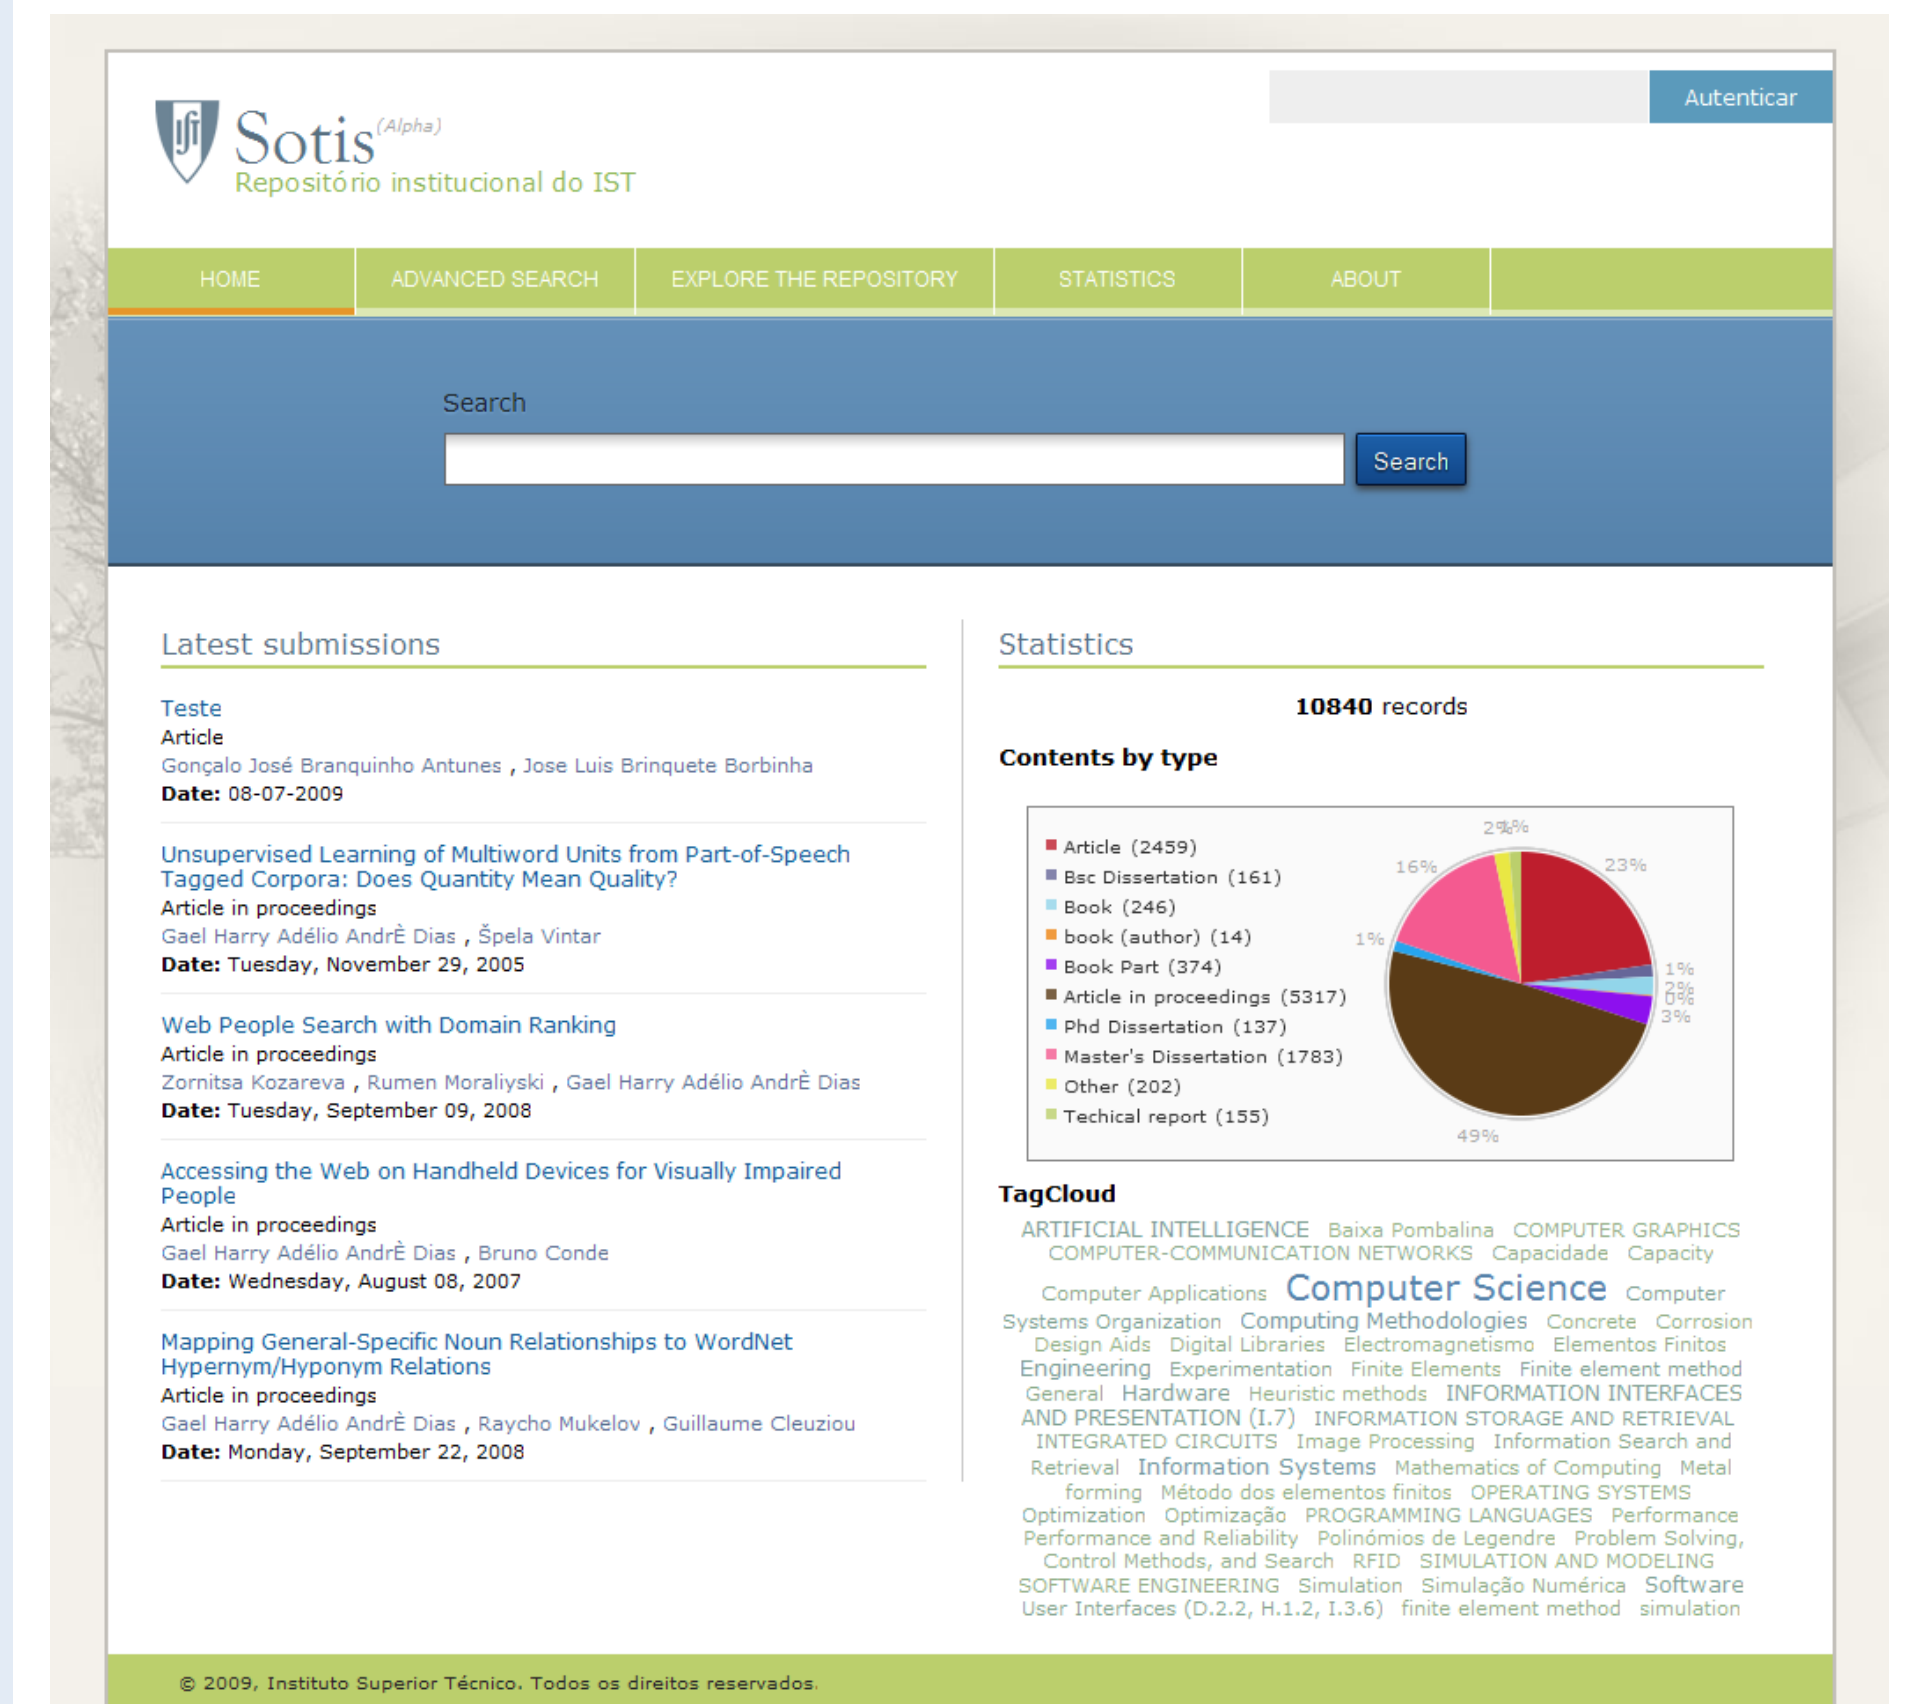 Autenticar
Sotis (Alpha)
Repositório institucional do IST
HOME ADVANCED SEARCH EXPLORE THE REPOSITORY STATISTICS ABOUT
Search
Search
Latest submissions
Teste
Article
Gonçalo José Branquinho Antunes , Jose Luis Brinquete Borbinha
Date: 08-07-2009
Unsupervised Learning of Multiword Units from Part-of-Speech
Tagged Corpora: Does Quantity Mean Quality?
Article in proceedings
Gael Harry Adélio AndrÈ Dias , Špela Vintar
Date: Tuesday, November 29, 2005
Web People Search with Domain Ranking
Article in proceedings
Zornitsa Kozareva , Rumen Moraliyski , Gael Harry Adélio AndrÈ Dias
Date: Tuesday, September 09, 2008
Accessing the Web on Handheld Devices for Visually Impaired
People
Article in proceedings
Gael Harry Adélio AndrÈ Dias , Bruno Conde
Date: Wednesday, August 08, 2007
Mapping General-Specific Noun Relationships to WordNet
Hypernym/Hyponym Relations
Article in proceedings
Gael Harry Adélio AndrÈ Dias , Raycho Mukelov , Guillaume Cleuziou
Date: Monday, September 22, 2008
Statistics
10840 records
Contents by type
Article (2459)
Bsc Dissertation (161)
Book (246)
book (author) (14)
Book Part (374)
Article in proceedings (5317)
Phd Dissertation (137)
Master's Dissertation (1783)
Other (202)
Techical report (155)
2% 1%
16% 23%
1%
1%
2%
0%
3%
49%
TagCloud
ARTIFICIAL INTELLIGENCE Baixa Pombalina COMPUTER GRAPHICS
COMPUTER-COMMUNICATION NETWORKS Capacidade Capacity
Computer Applications Computer Science Computer
Systems Organization Computing Methodologies Concrete Corrosion
Design Aids Digital Libraries Electromagnetismo Elementos Finitos
Engineering Experimentation Finite Elements Finite element method
General Hardware Heuristic methods INFORMATION INTERFACES
AND PRESENTATION (I.7) INFORMATION STORAGE AND RETRIEVAL
INTEGRATED CIRCUITS Image Processing Information Search and
Retrieval Information Systems Mathematics of Computing Metal
forming Método dos elementos finitos OPERATING SYSTEMS
Optimization Optimização PROGRAMMING LANGUAGES Performance
Performance and Reliability Polinómios de Legendre Problem Solving,
Control Methods, and Search RFID SIMULATION AND MODELING
SOFTWARE ENGINEERING Simulation Simulação Numérica Software
User Interfaces (D.2.2, H.1.2, I.3.6) finite element method simulation
© 2009, Instituto Superior Técnico. Todos os direitos reservados.